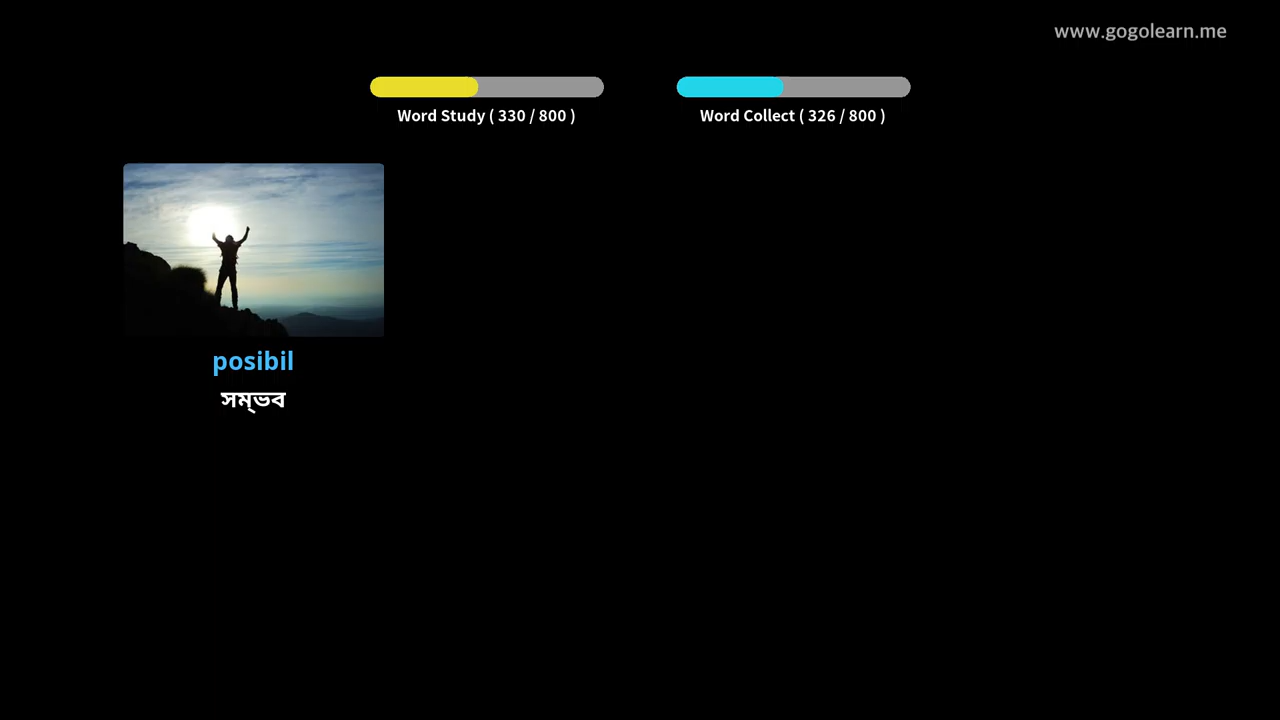 www.gogolearn.me
Word Study ( 330 / 800 )
Word Collect ( 326 / 800 )
posibil
সম্ভব